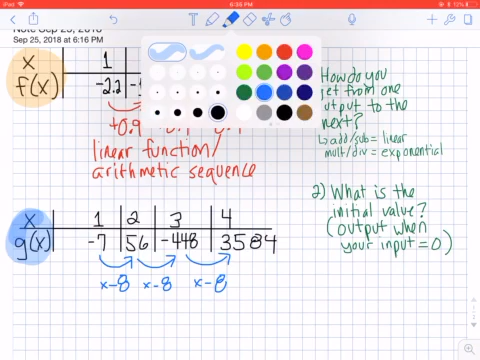 iPad
6:35 PM
Note Sep 25, 2018
Sep 25, 2018 at 6:16 PM
x 1
f(x) -2.2
+0.9
linear function/
arithmetic sequence
x 1 2 3 4
g(x) -7 56 -448 3584
x-8 x-8 x-8
How do you
get from one
output to the
next?
↳ add/sub = linear
mult/div = exponential
2) What is the
initial value?
(output when
your input = 0)